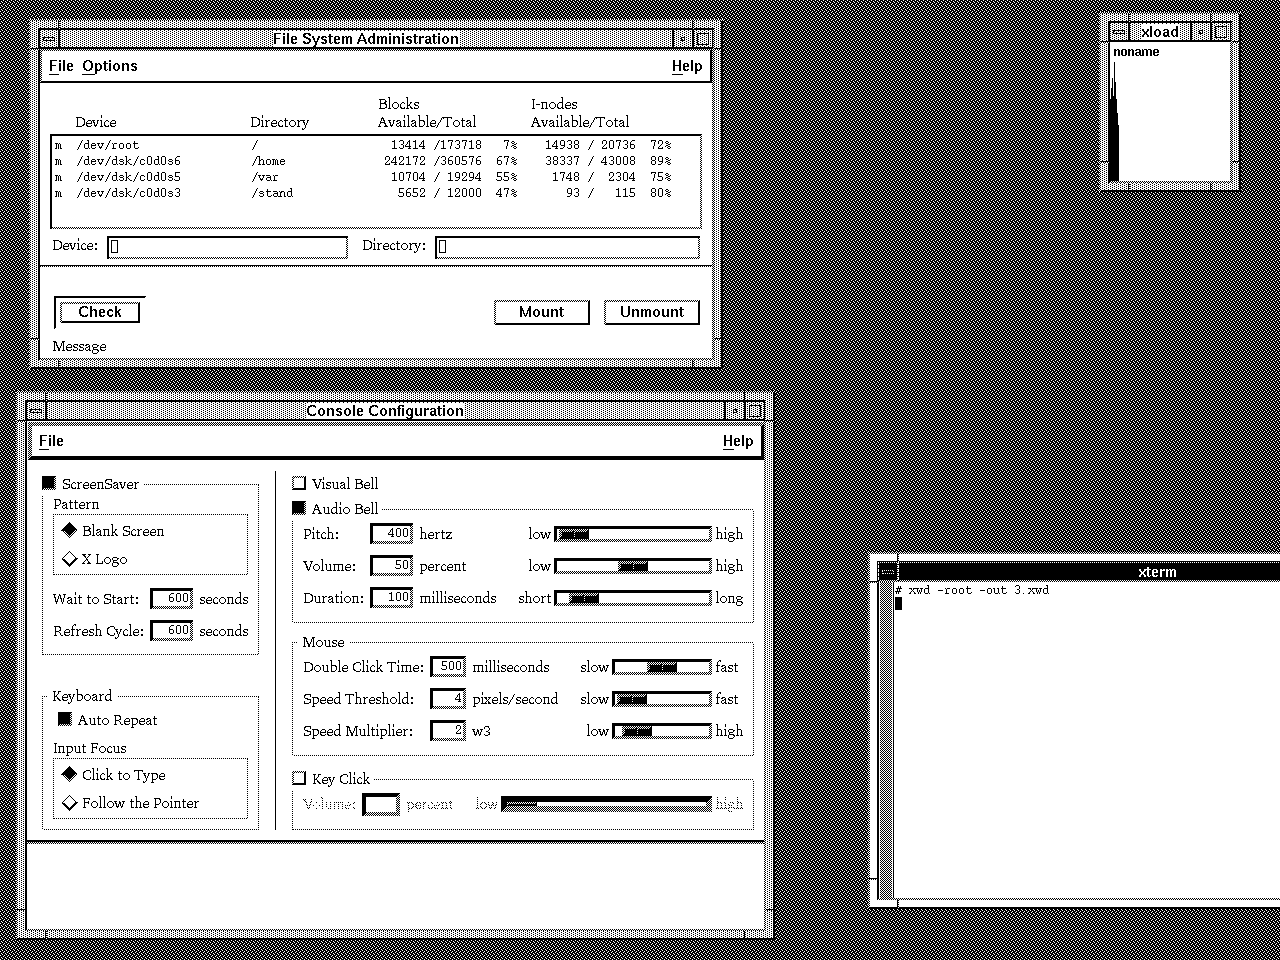 File System Administration
File Options Help
Blocks I-nodes
Device Directory Available/Total Available/Total
m /dev/root / 13414 /173718 7% 14938 / 20736 72%
m /dev/dsk/c0d0s6 /home 242172 /360576 67% 38337 / 43008 89%
m /dev/dsk/c0d0s5 /var 10704 / 19294 55% 1748 / 2304 75%
m /dev/dsk/c0d0s3 /stand 5652 / 12000 47% 93 / 115 80%
Device: Directory:
Check Mount Unmount
Message
xload
noname
Console Configuration
File Help
ScreenSaver
Pattern
Blank Screen
X Logo
Wait to Start: 600 seconds
Refresh Cycle: 600 seconds
Keyboard
Auto Repeat
Input Focus
Click to Type
Follow the Pointer
Visual Bell
Audio Bell
Pitch: 400 hertz low high
Volume: 50 percent low high
Duration: 100 milliseconds short long
Mouse
Double Click Time: 500 milliseconds slow fast
Speed Threshold: 4 pixels/second slow fast
Speed Multiplier: 2 w3 low high
Key Click
Volume: percent low high
xterm
# xwd -root -out 3.xwd